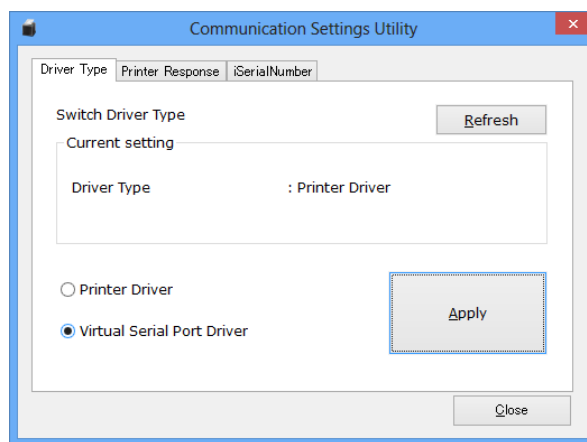 Communication Settings Utility
Driver Type
Printer Response
iSerialNumber
Switch Driver Type
Refresh
Current setting
Driver Type : Printer Driver
Printer Driver
Virtual Serial Port Driver
Apply
Close